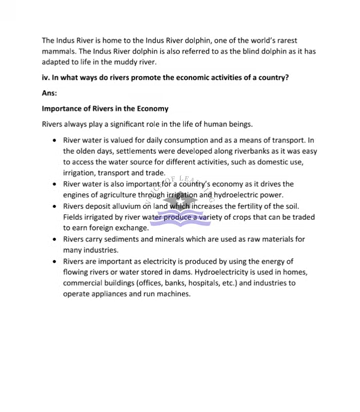 The Indus River is home to the Indus River dolphin, one of the world's rarest
mammals. The Indus River dolphin is also referred to as the blind dolphin as it has
adapted to life in the muddy river.
iv. In what ways do rivers promote the economic activities of a country?
Ans:
Importance of Rivers in the Economy
Rivers always play a significant role in the life of human beings.
• River water is valued for daily consumption and as a means of transport. In
the olden days, settlements were developed along riverbanks as it was easy
to access the water source for different activities, such as domestic use,
irrigation, transport and trade.
• River water is also important for a country's economy as it drives the
engines of agriculture through irrigation and hydroelectric power.
• Rivers deposit alluvium on land which increases the fertility of the soil.
Fields irrigated by river water produce a variety of crops that can be traded
to earn foreign exchange.
• Rivers carry sediments and minerals which are used as raw materials for
many industries.
• Rivers are important as electricity is produced by using the energy of
flowing rivers or water stored in dams. Hydroelectricity is used in homes,
commercial buildings (offices, banks, hospitals, etc.) and industries to
operate appliances and run machines.